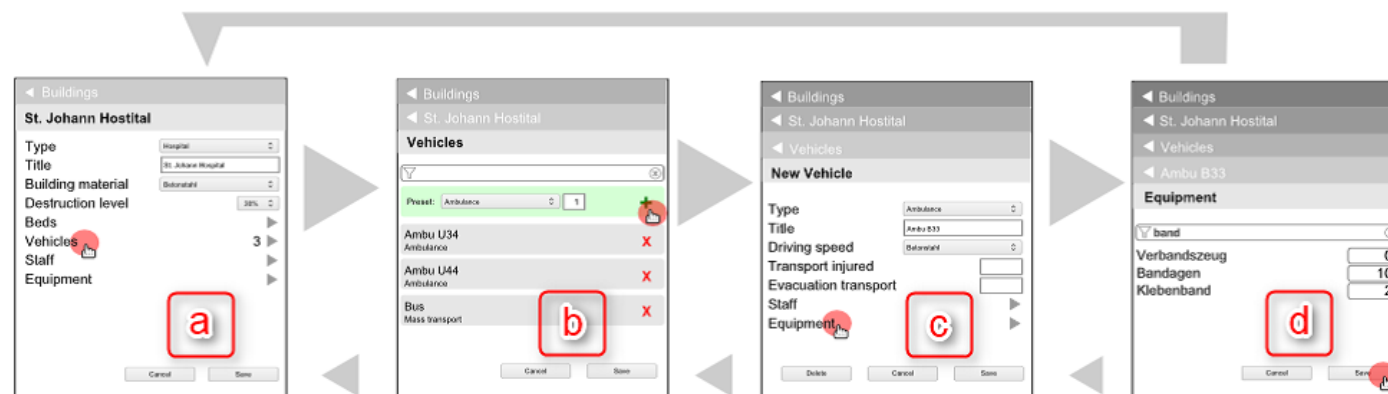 Buildings
St. Johann Hostital
Type Hospital
Title St. Johann Hospital
Building material Betonstahl
Destruction level 38%
Beds
Vehicles 3
Staff
Equipment
a
Cancel Save
Buildings
St. Johann Hostital
Vehicles
Preset: Ambulance 1
Ambu U34 X
Ambulance
Ambu U44 X
Ambulance
Bus X
Mass transport
b
Cancel Save
Buildings
St. Johann Hostital
Vehicles
New Vehicle
Type Ambulance
Title Ambu B33
Driving speed Betonstahl
Transport injured
Evacuation transport
Staff
Equipment
c
Delete Cancel Save
Buildings
St. Johann Hostital
Vehicles
Ambu B33
Equipment
band
Verbandszeug
Bandagen 10
Klebenband 2
d
Cancel Save